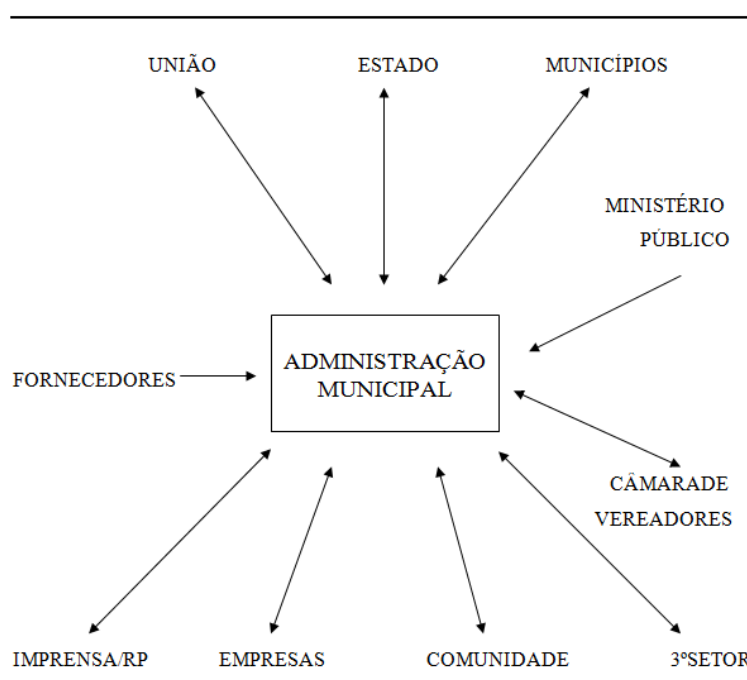 UNIÃO ESTADO MUNICÍPIOS
MINISTÉRIO
PÚBLICO
ADMINISTRAÇÃO
MUNICIPAL
FORNECEDORES
CÂMARADE
VEREADORES
IMPRENSA/RP EMPRESAS COMUNIDADE 3ºSETOR